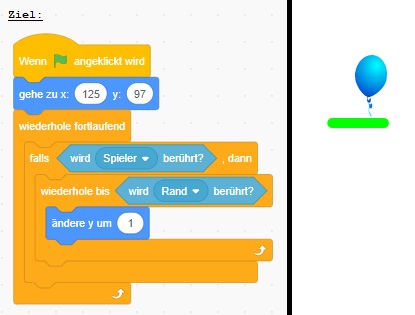 Ziel:
Wenn angeklickt wird
gehe zu x: 125 y: 97
wiederhole fortlaufend
falls wird Spieler berührt? , dann
wiederhole bis wird Rand berührt?
ändere y um 1